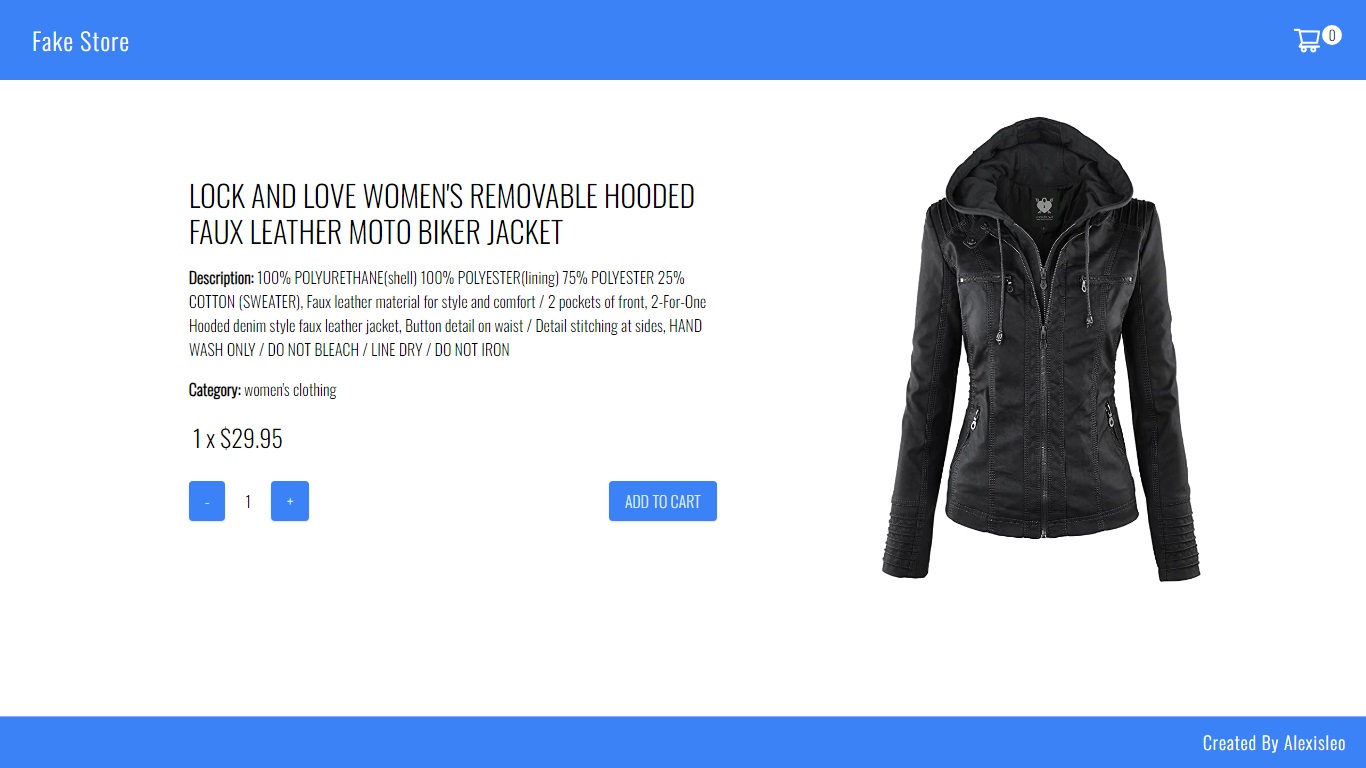 Fake Store
0
LOCK AND LOVE WOMEN'S REMOVABLE HOODED
FAUX LEATHER MOTO BIKER JACKET
Description: 100% POLYURETHANE(shell) 100% POLYESTER(lining) 75% POLYESTER 25%
COTTON (SWEATER), Faux leather material for style and comfort / 2 pockets of front, 2-For-One
Hooded denim style faux leather jacket, Button detail on waist / Detail stitching at sides, HAND
WASH ONLY / DO NOT BLEACH / LINE DRY / DO NOT IRON
Category: women's clothing
1 x $29.95
- 1 + ADD TO CART
Created By Alexisleo